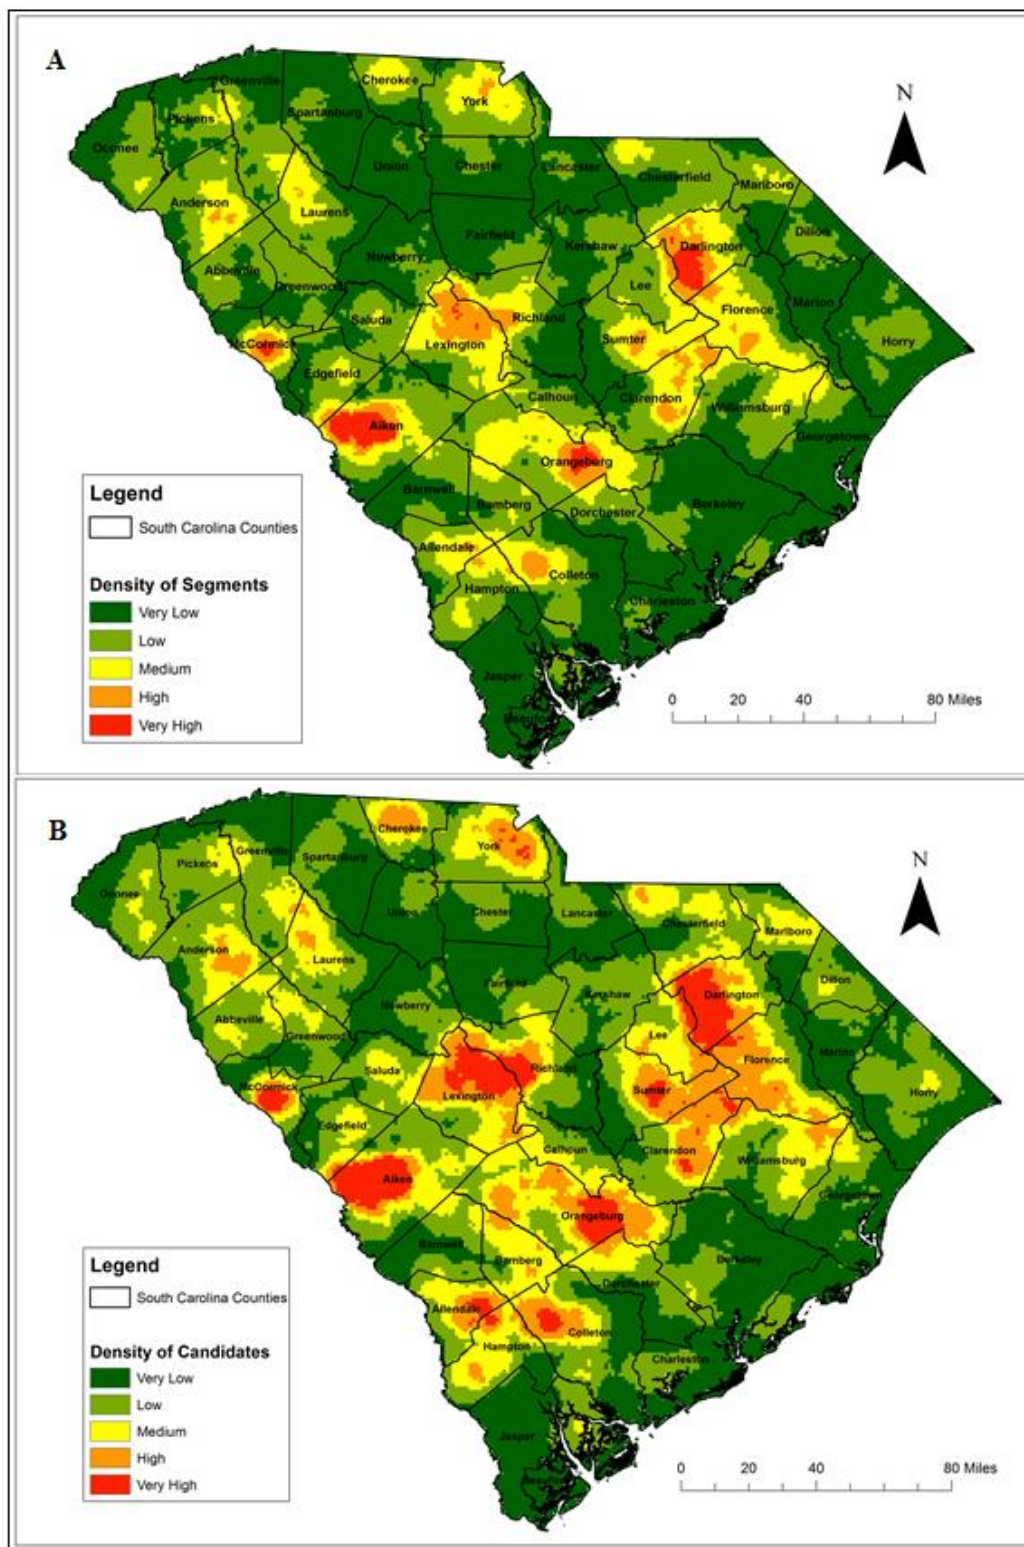 A
N
Greenville
Cherokee
York
Pickens
Spartanburg
Oconee
Union
Chester
Lancaster
Chesterfield
Marlboro
Anderson
Laurens
Fairfield
Kershaw
Darlington
Dillon
Newberry
Abbeville
Greenwood
Lee
Marion
Florence
Saluda
Richland
McCormick
Lexington
Sumter
Horry
Edgefield
Calhoun
Clarendon
Williamsburg
Aiken
Georgetown
Orangeburg
Barnwell
Bamberg
Dorchester
Berkeley
Allendale
Colleton
Hampton
Charleston
Jasper
Beaufort
Legend
South Carolina Counties
Density of Segments
Very Low
Low
Medium
High
Very High
0 20 40 80 Miles
B
N
Cherokee
York
Greenville
Spartanburg
Pickens
Oconee
Union
Chester
Lancaster
Chesterfield
Marlboro
Anderson
Laurens
Fairfield
Kershaw
Darlington
Dillon
Newberry
Abbeville
Greenwood
Lee
Marion
Florence
Saluda
Richland
McCormick
Lexington
Sumter
Horry
Edgefield
Calhoun
Clarendon
Williamsburg
Aiken
Georgetown
Orangeburg
Barnwell
Bamberg
Berkeley
Dorchester
Allendale
Colleton
Hampton
Charleston
Jasper
Legend
South Carolina Counties
Density of Candidates
Very Low
Low
Medium
High
Very High
0 20 40 80 Miles